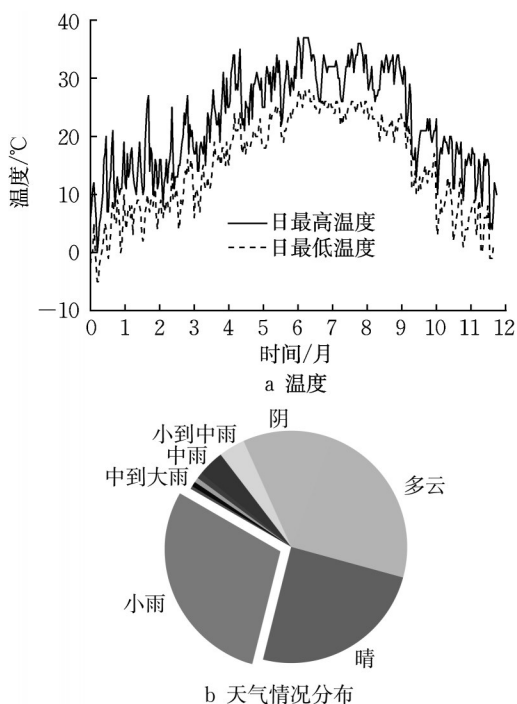 40
30
20
10
0
—10
温度/℃
日最高温度
日最低温度
0 1 2 3 4 5 6 7 8 9 10 11 12
时间/月
a 温度
阴
小到中雨
中雨
中到大雨
多云
小雨
晴
b 天气情况分布